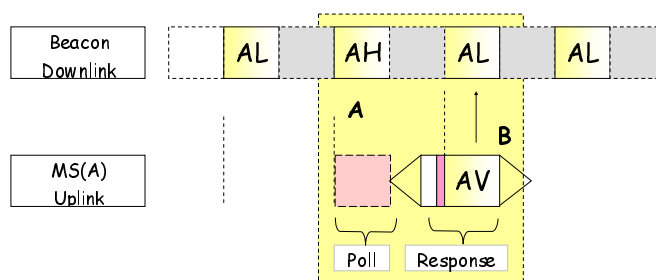 Beacon
Downlink
AL
AH
AL
AL
A
B
MS(A)
Uplink
AV
Poll
Response